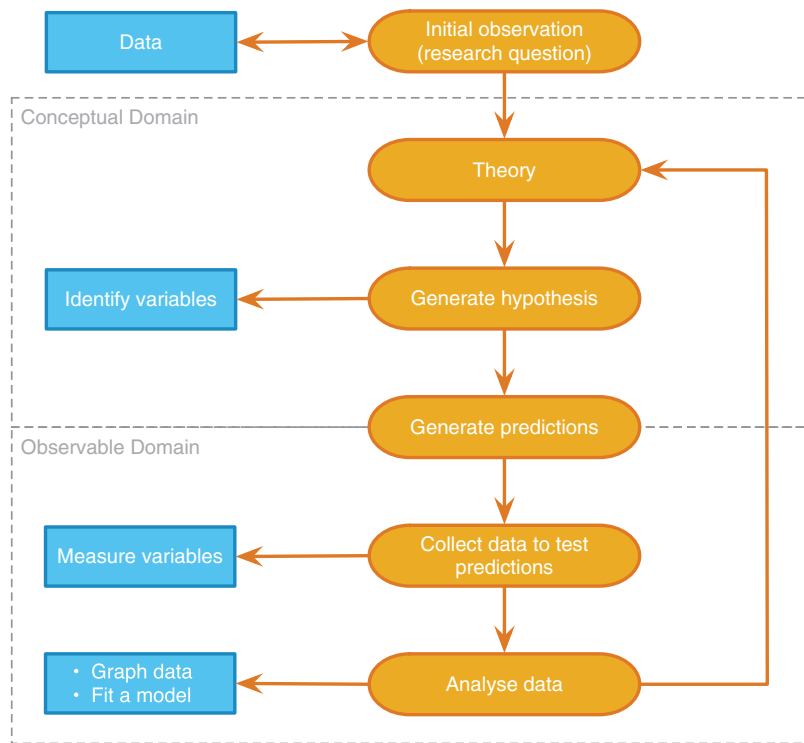 Data
Initial observation
(research question)
Conceptual Domain
Theory
Identify variables
Generate hypothesis
Generate predictions
Observable Domain
Measure variables
Collect data to test
predictions
• Graph data
• Fit a model
Analyse data